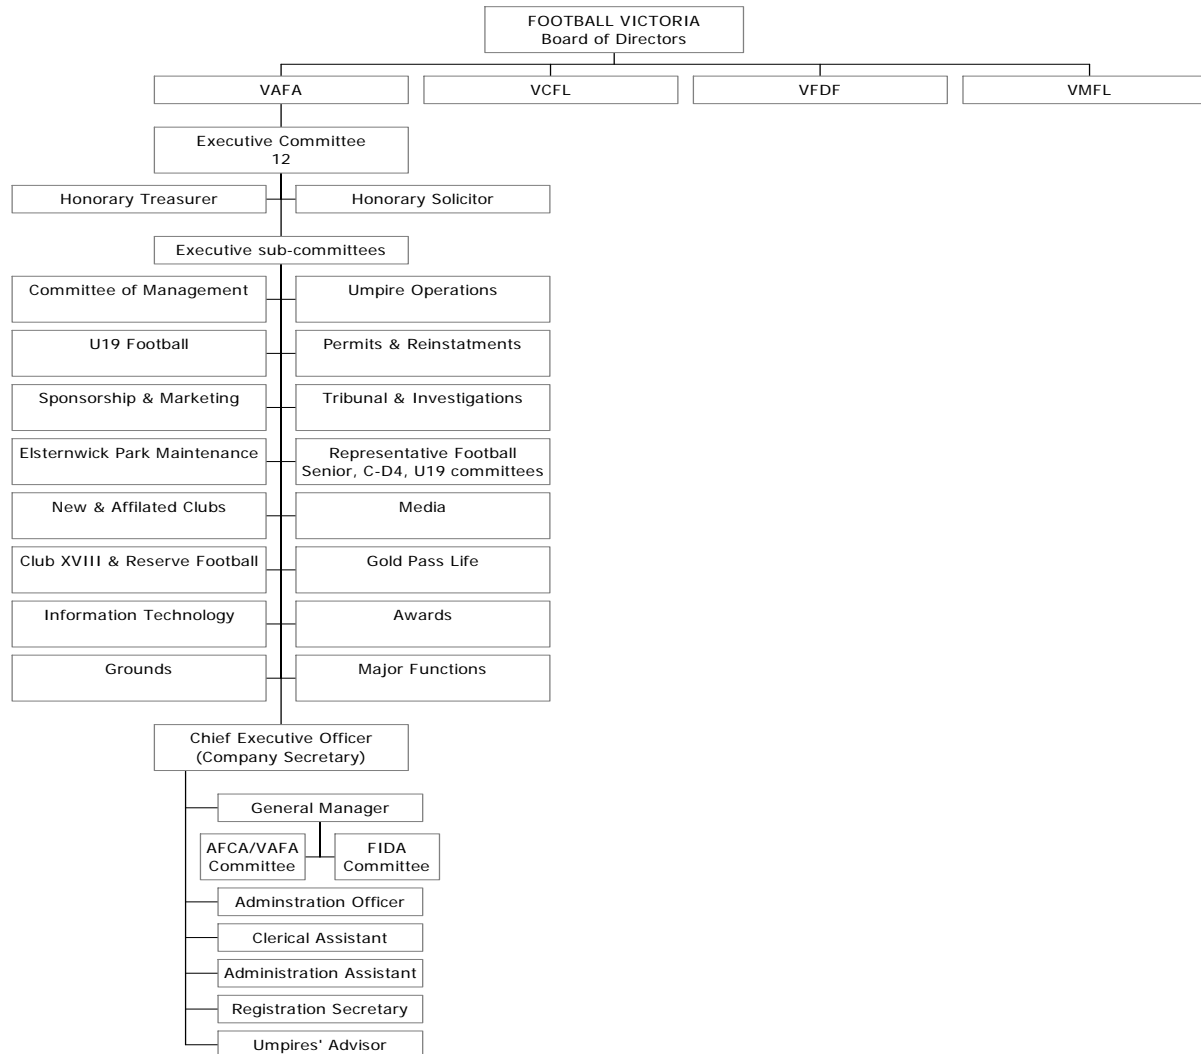 FOOTBALL VICTORIA
Board of Directors
VAFA
VCFL
VFDF
VMFL
Executive Committee
12
Honorary Treasurer
Honorary Solicitor
Executive sub-committees
Committee of Management
Umpire Operations
U19 Football
Permits & Reinstatments
Sponsorship & Marketing
Tribunal & Investigations
Elsternwick Park Maintenance
Representative Football
Senior, C-D4, U19 committees
New & Affilated Clubs
Media
Club XVIII & Reserve Football
Gold Pass Life
Information Technology
Awards
Grounds
Major Functions
Chief Executive Officer
(Company Secretary)
General Manager
AFCA/VAFA
Committee
FIDA
Committee
Adminstration Officer
Clerical Assistant
Administration Assistant
Registration Secretary
Umpires' Advisor